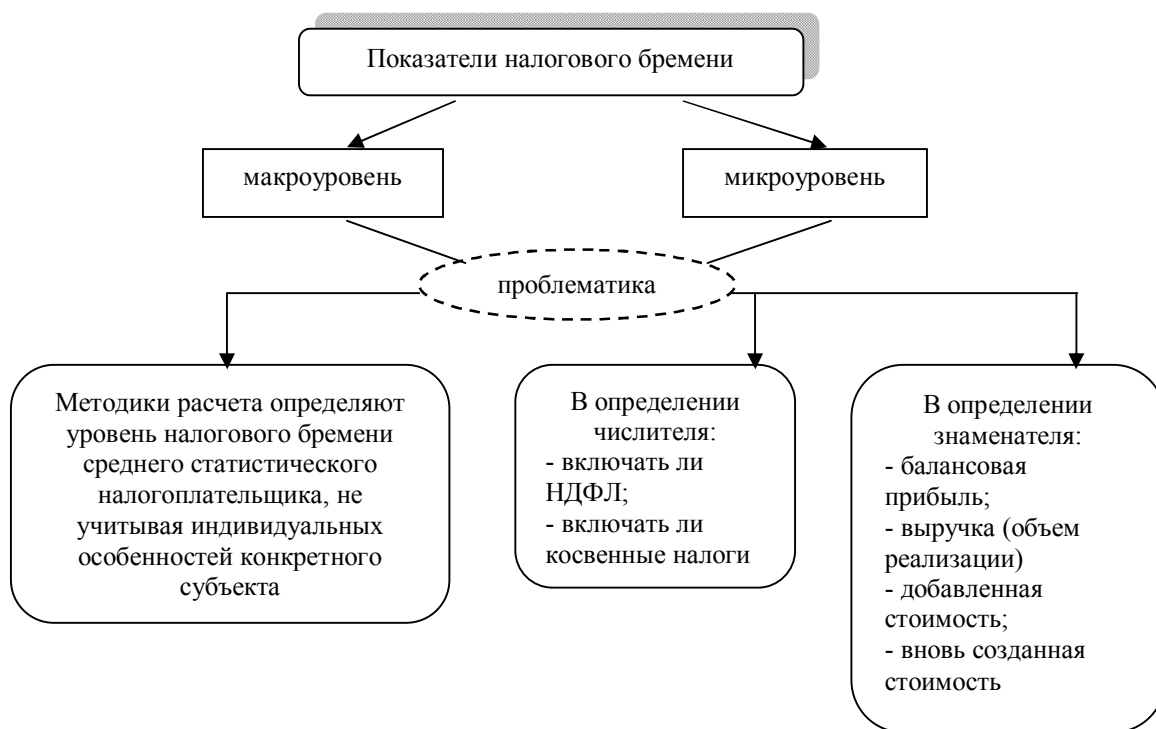 Показатели налогового бремени
макроуровень
микроуровень
проблематика
Методики расчета определяют
уровень налогового бремени
среднего статистического
налогоплательщика, не
учитывая индивидуальных
особенностей конкретного
субъекта
В определении
числителя:
- включать ли
НДФЛ;
- включать ли
косвенные налоги
В определении
знаменателя:
- балансовая
прибыль;
- выручка (объем
реализации)
- добавленная
стоимость;
- вновь созданная
стоимость